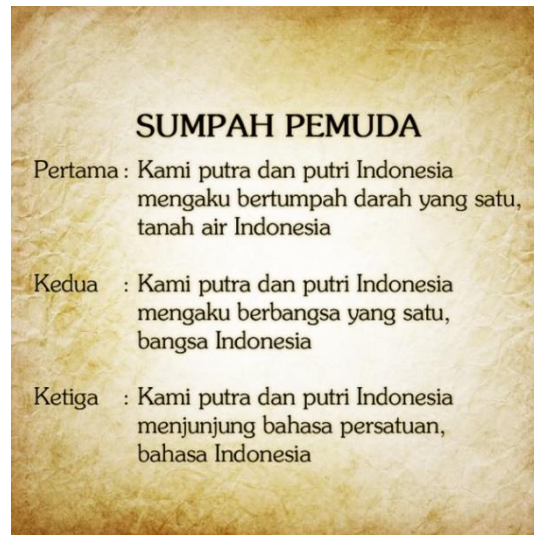 SUMPAH PEMUDA
Pertama : Kami putra dan putri Indonesia
mengaku bertumpah darah yang satu,
tanah air Indonesia
Kedua : Kami putra dan putri Indonesia
mengaku berbangsa yang satu,
bangsa Indonesia
Ketiga : Kami putra dan putri Indonesia
menjunjung bahasa persatuan,
bahasa Indonesia